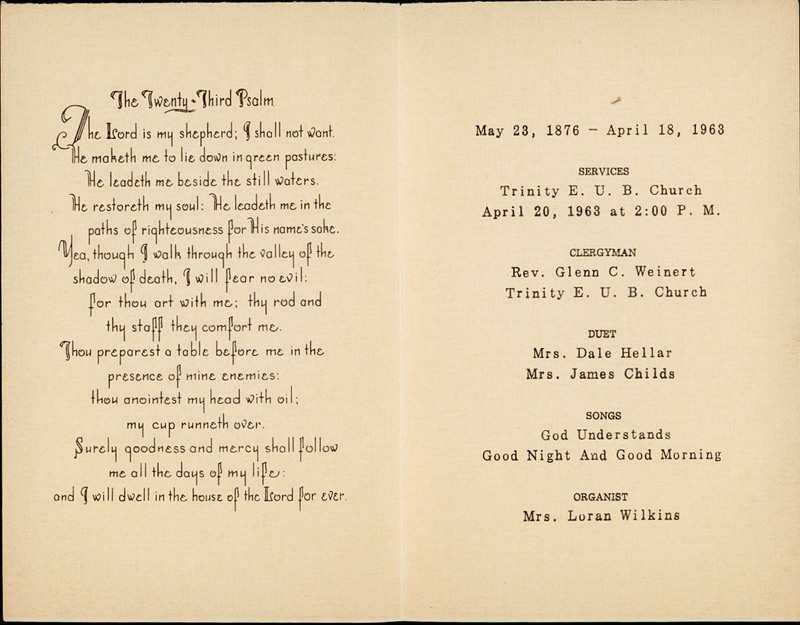 The Twenty-Third Psalm
The Lord is my shepherd; I shall not want.
He maketh me to lie down in green pastures:
He leadeth me beside the still waters.
He restoreth my soul: He leadeth me in the
paths of righteousness for His name's sake.
Yea, though I walk through the valley of the
shadow of death, I will fear no evil:
for thou art with me; thy rod and
thy staff they comfort me.
Thou preparest a table before me in the
presence of mine enemies:
thou anointest my head with oil;
my cup runneth over.
Surely goodness and mercy shall follow
me all the days of my life:
and I will dwell in the house of the Lord for ever.
May 23, 1876 - April 18, 1963
SERVICES
Trinity E. U. B. Church
April 20, 1963 at 2:00 P. M.
CLERGYMAN
Rev. Glenn C. Weinert
Trinity E. U. B. Church
DUET
Mrs. Dale Hellar
Mrs. James Childs
SONGS
God Understands
Good Night And Good Morning
ORGANIST
Mrs. Loran Wilkins